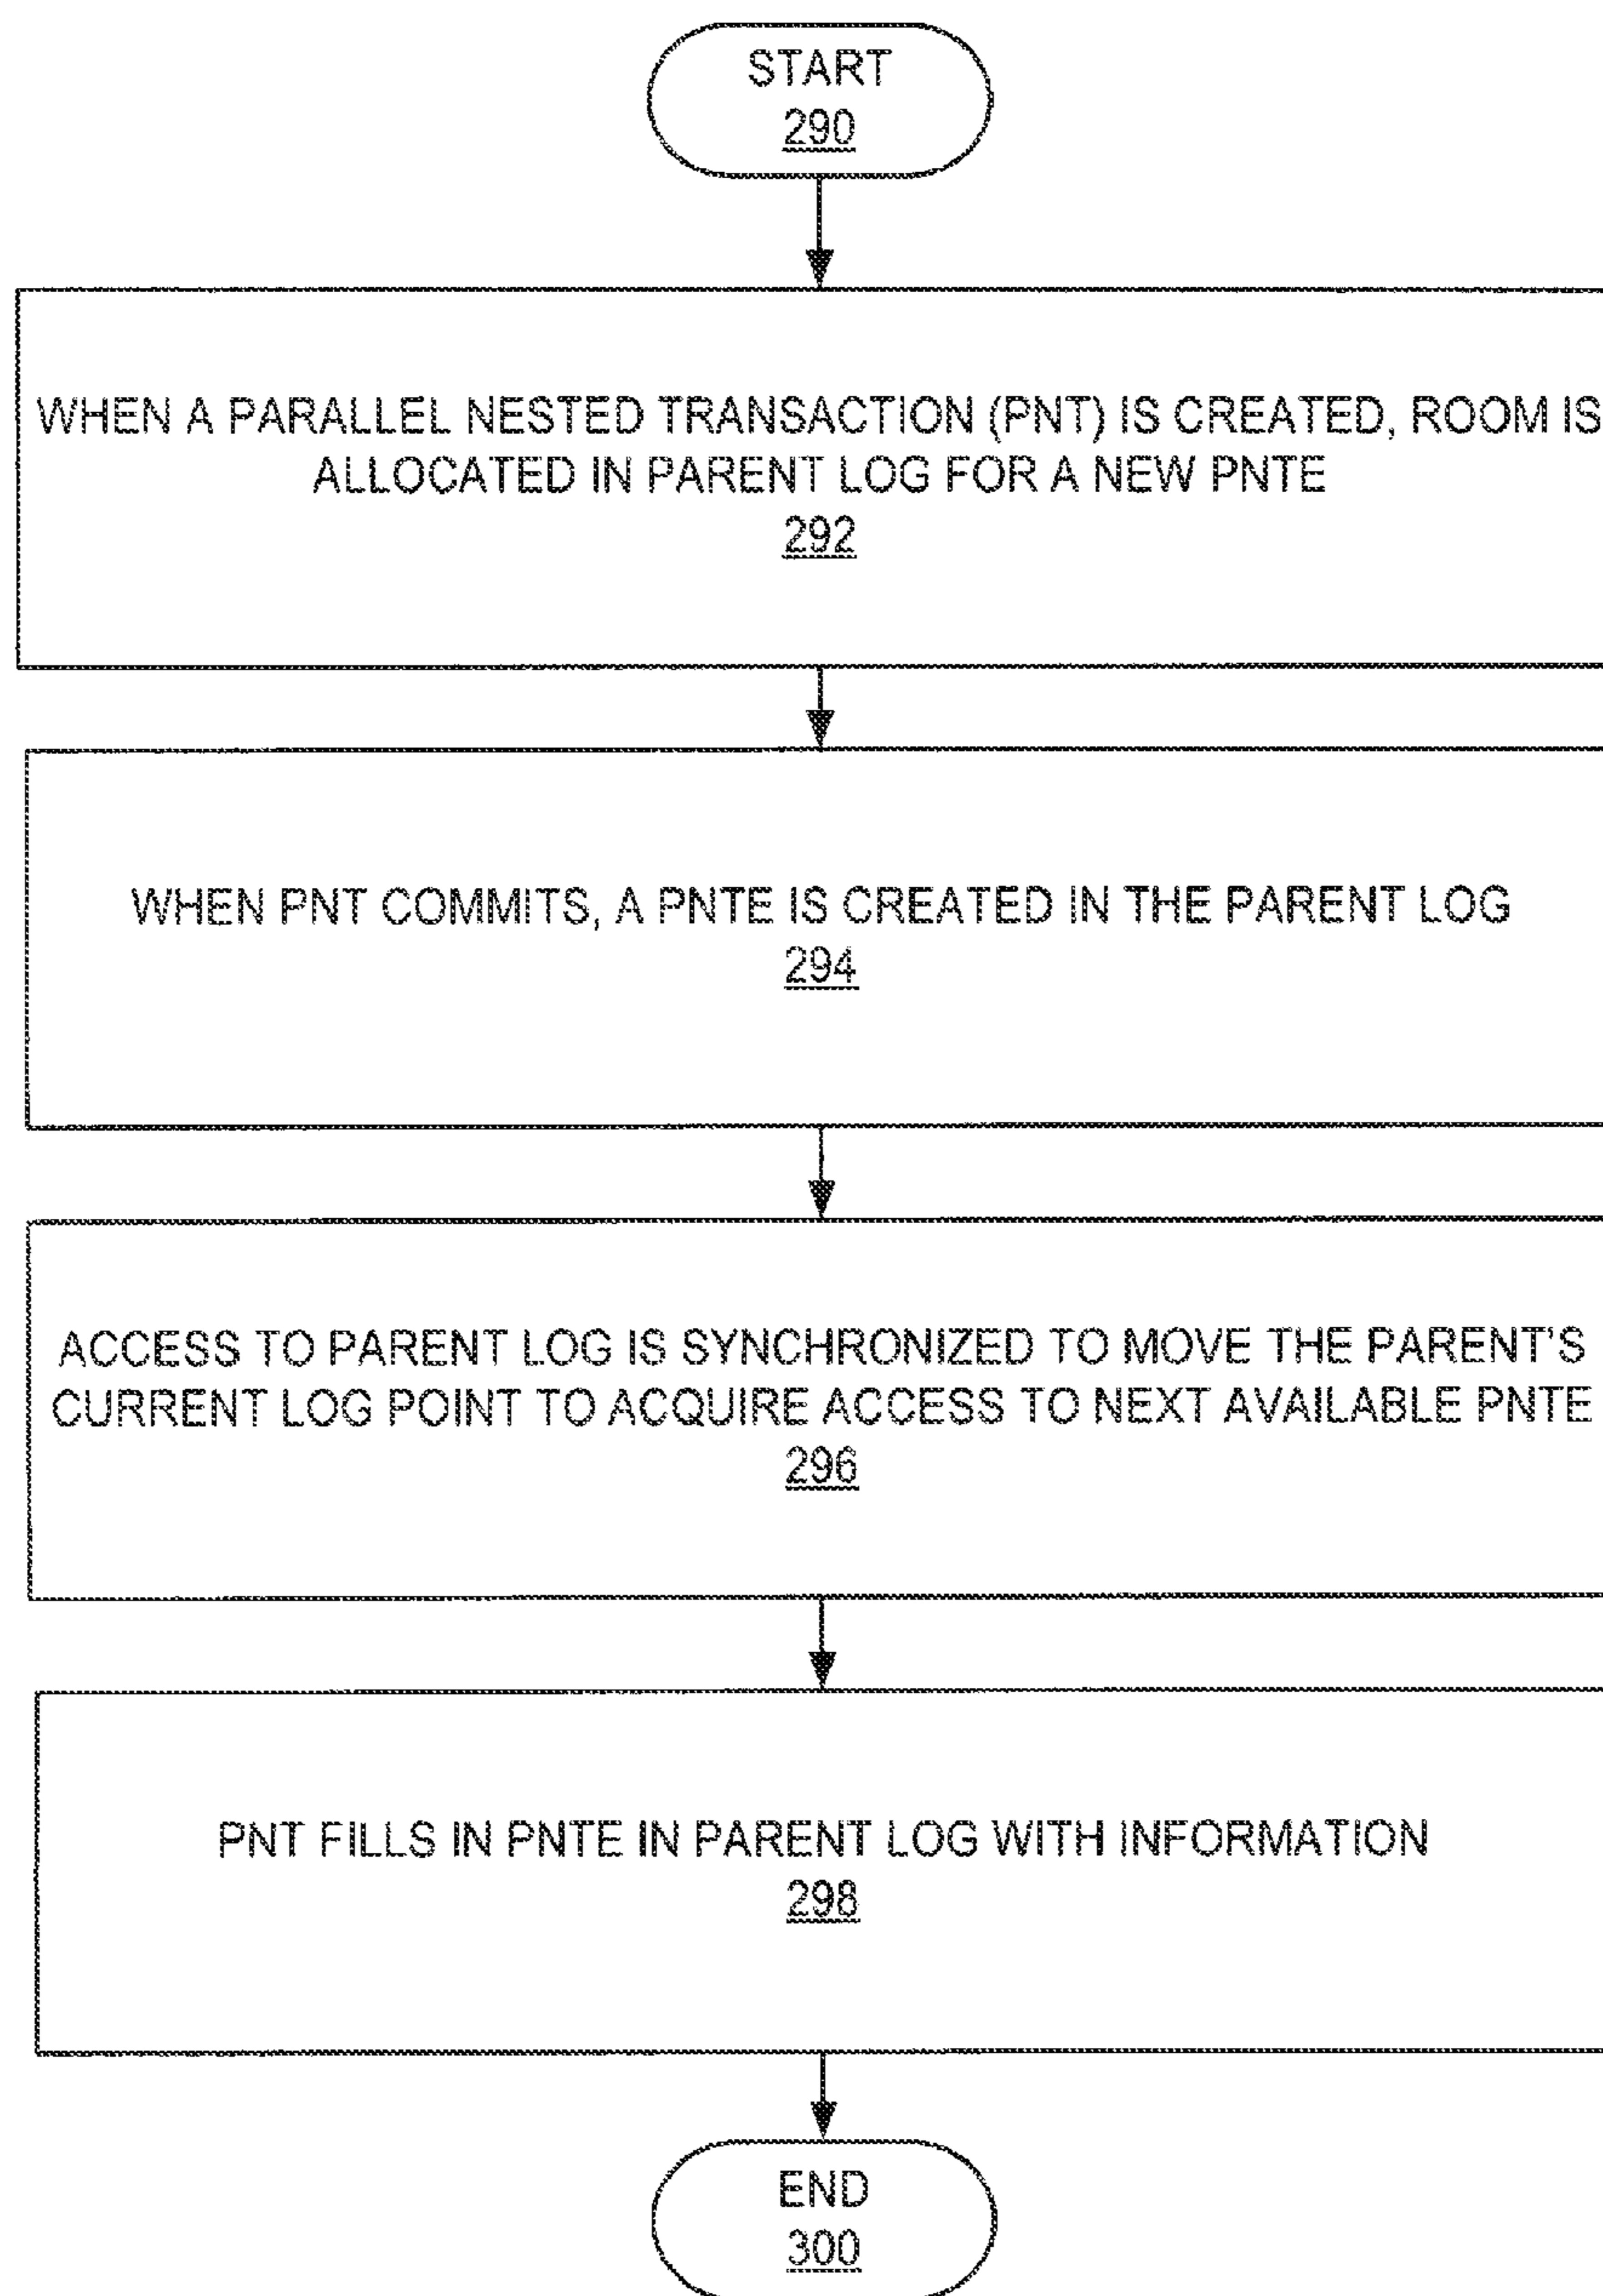 START
290
WHEN A PARALLEL NESTED TRANSACTION (PNT) IS CREATED, ROOM IS
ALLOCATED IN PARENT LOG FOR A NEW PNTE
292
WHEN PNT COMMITS, A PNTE IS CREATED IN THE PARENT LOG
294
ACCESS TO PARENT LOG IS SYNCHRONIZED TO MOVE THE PARENT'S
CURRENT LOG POINT TO ACQUIRE ACCESS TO NEXT AVAILABLE PNTE
296
PNT FILLS IN PNTE IN PARENT LOG WITH INFORMATION
298
END
300